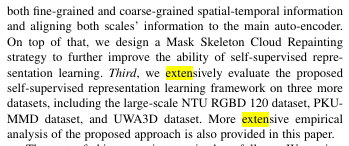 both fine-grained and coarse-grained spatial-temporal information
and aligning both scales' information to the main auto-encoder.
On top of that, we design a Mask Skeleton Cloud Repainting
strategy to further improve the ability of self-supervised repre-
sentation learning. Third, we extensively evaluate the proposed
self-supervised representation learning framework on three more
datasets, including the large-scale NTU RGBD 120 dataset, PKU-
MMD dataset, and UWA3D dataset. More extensive empirical
analysis of the proposed approach is also provided in this paper.